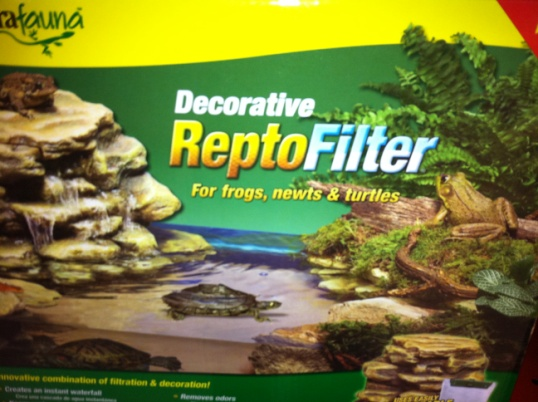 rafauna
Decorative
ReptoFilter
For frogs, newts & turtles
nnovative combination of filtration & decoration!
Creates an instant waterfall
Removes odors